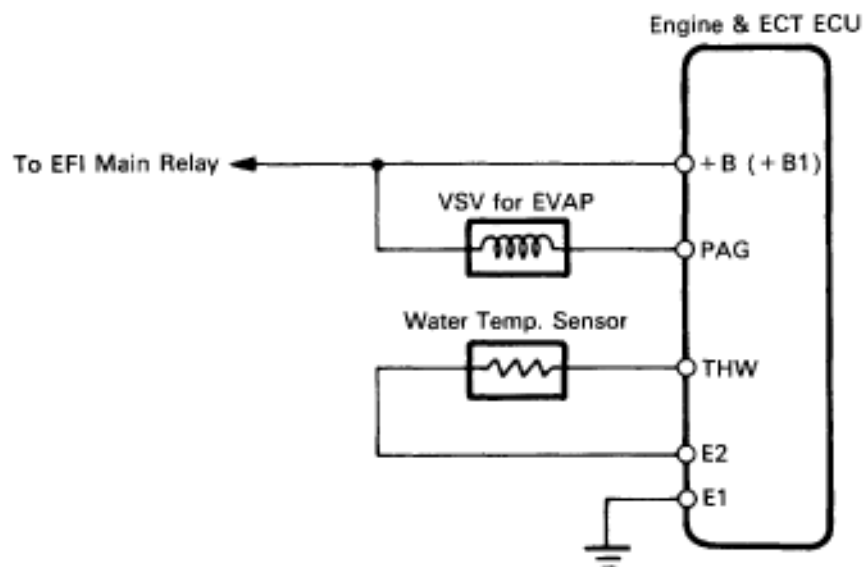 Engine & ECT ECU
To EFI Main Relay
+B (+B1)
VSV for EVAP
PAG
Water Temp. Sensor
THW
E2
E1